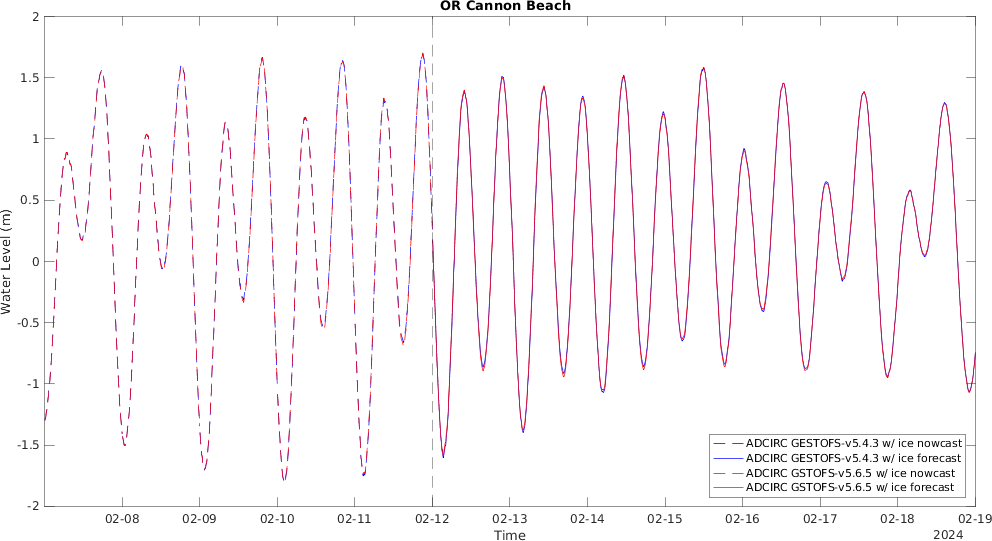 OR Cannon Beach
2
1.5
1
0.5
0
-0.5
-1
-1.5
-2
Water Level (m)
ADCIRC GESTOFS-v5.4.3 w/ ice nowcast
ADCIRC GESTOFS-v5.4.3 w/ ice forecast
ADCIRC GSTOFS-v5.6.5 w/ ice nowcast
ADCIRC GSTOFS-v5.6.5 w/ ice forecast
02-08 02-09 02-10 02-11 02-12 02-13 02-14 02-15 02-16 02-17 02-18 02-19
Time
2024